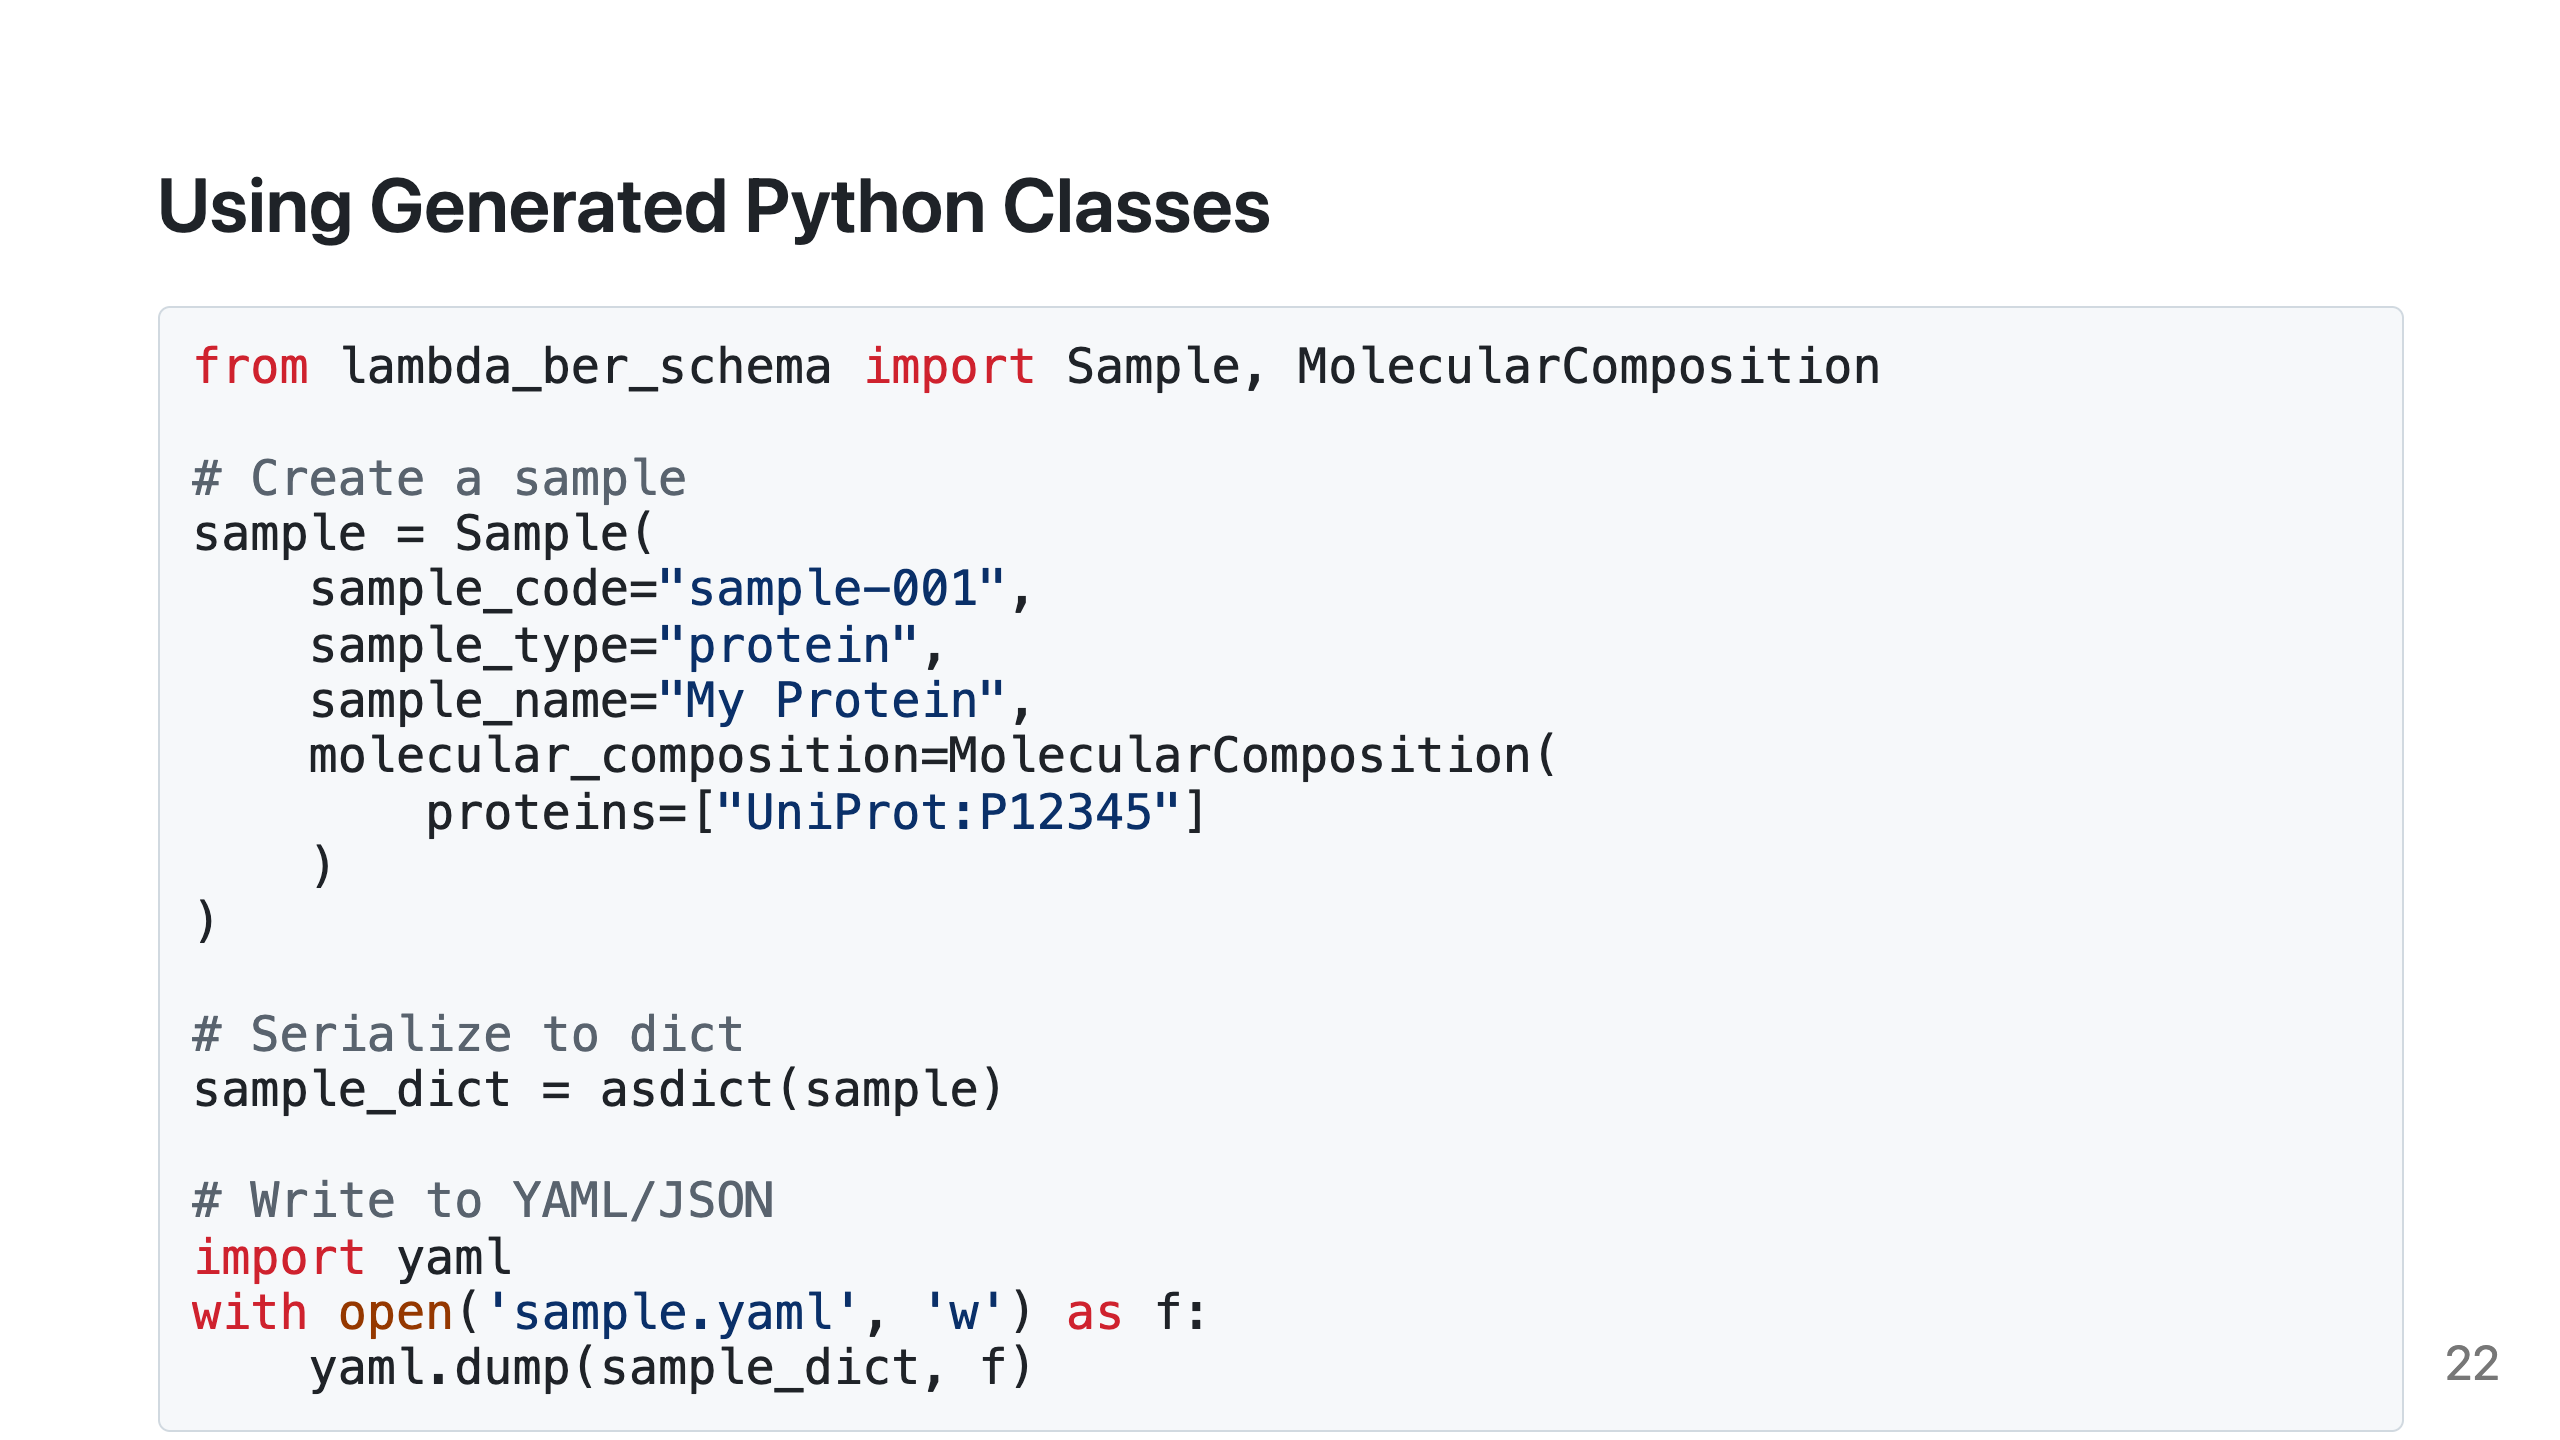 Using Generated Python Classes
from lambda_ber_schema import Sample, MolecularComposition
# Create a sample
sample = Sample(
    sample_code="sample-001",
    sample_type="protein",
    sample_name="My Protein",
    molecular_composition=MolecularComposition(
        proteins=["UniProt:P12345"]
    )
)
# Serialize to dict
sample_dict = asdict(sample)
# Write to YAML/JSON
import yaml
with open('sample.yaml', 'w') as f:
    yaml.dump(sample_dict, f)
22